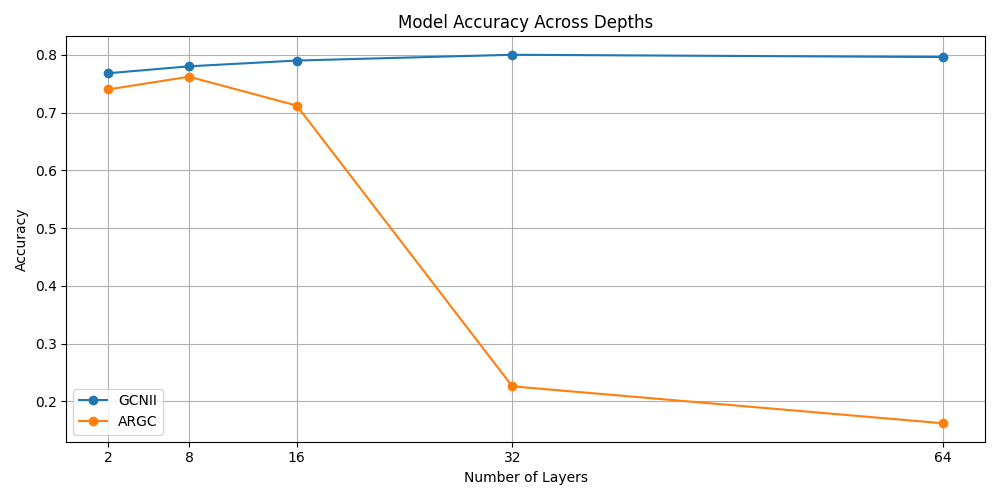 Model Accuracy Across Depths
Accuracy
0.8
0.7
0.6
0.5
0.4
0.3
0.2
GCNII
ARGC
2 8 16 32 64
Number of Layers